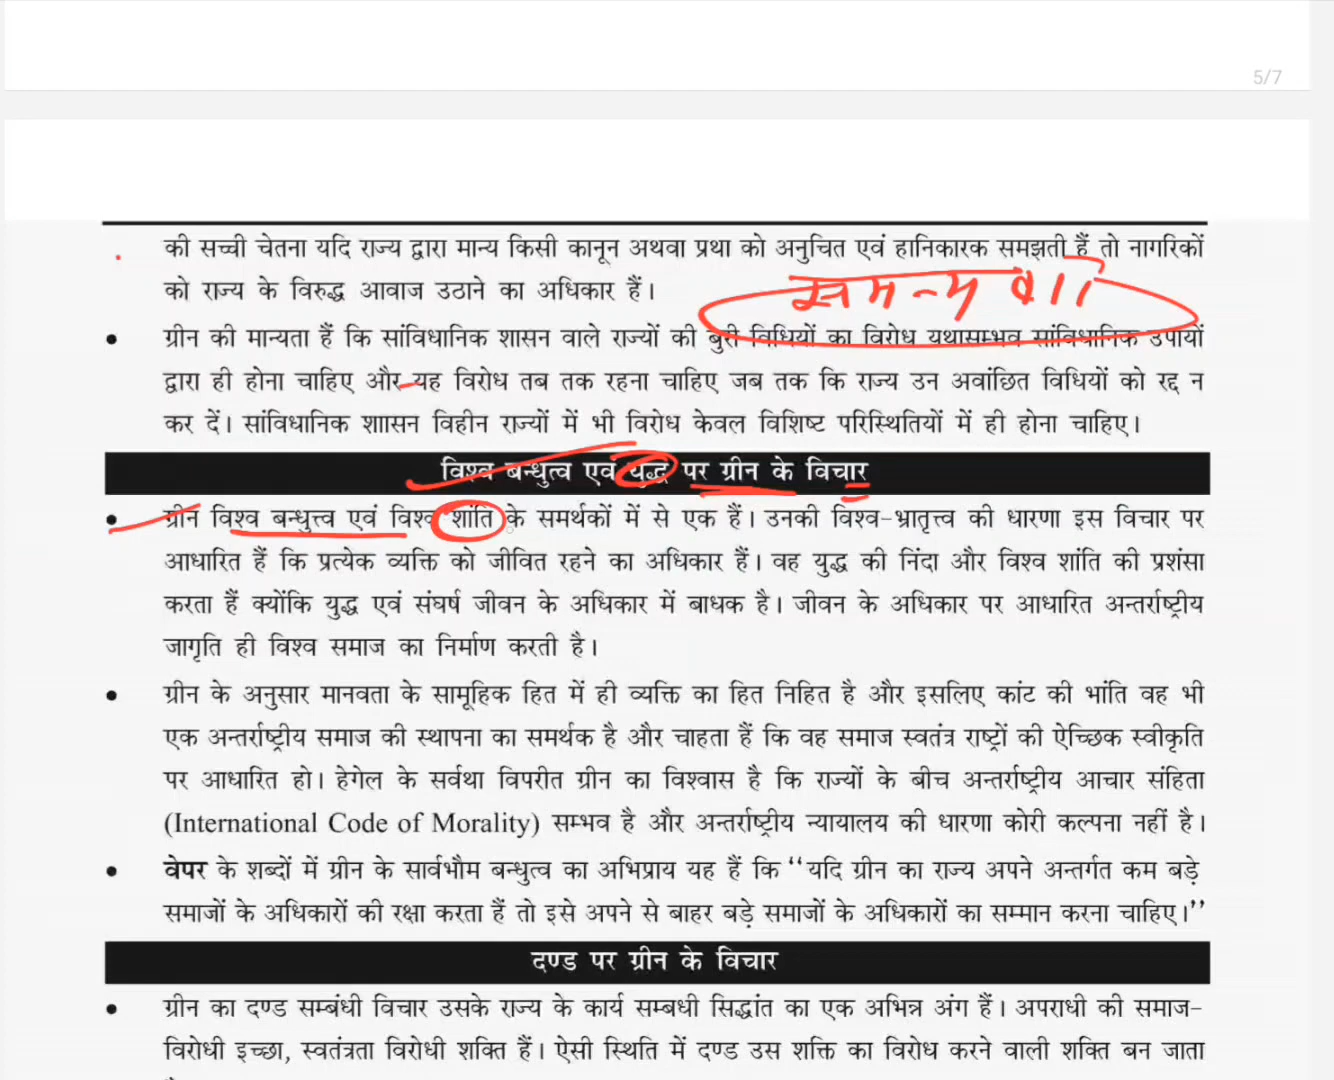 5/7
की सच्ची चेतना यदि राज्य द्वारा मान्य किसी कानून अथवा प्रथा को अनुचित एवं हानिकारक समझती हैं तो नागरिकों
को राज्य के विरुद्ध आवाज उठाने का अधिकार हैं।
समन्यवा
● ग्रीन की मान्यता हैं कि सांविधानिक शासन वाले राज्यों की बुरी विधियों का विरोध यथासम्भव सांविधानिक उपायों
द्वारा ही होना चाहिए और यह विरोध तब तक रहना चाहिए जब तक कि राज्य उन अवांछित विधियों को रद्द न
कर दें। सांविधानिक शाासन विहीन राज्यों में भी विरोध केवल विशिष्ट परिस्थितियों में ही होना चाहिए।
विश्व बन्धुत्व एवं युद्ध पर ग्रीन के विचार
● ग्रीन विश्व बन्धुत्त्व एवं विश्व शांति के समर्थकों में से एक हैं। उनकी विश्व-भ्रातृत्त्व की धारणा इस विचार पर
आधारित हैं कि प्रत्येक व्यक्ति को जीवित रहने का अधिकार हैं। वह युद्ध की निंदा और विश्व शांति की प्रशंसा
करता हैं क्योंकि युद्ध एवं संघर्ष जीवन के अधिकार में बाधक है। जीवन के अधिकार पर आधारित अन्तर्राष्ट्रीय
जागृति ही विश्व समाज का निर्माण करती है।
● ग्रीन के अनुसार मानवता के सामूहिक हित में ही व्यक्ति का हित निहित है और इसलिए कांट की भांति वह भी
एक अन्तर्राष्ट्रीय समाज की स्थापना का समर्थक है और चाहता हैं कि वह समाज स्वतंत्र राष्ट्रों की ऐच्छिक स्वीकृति
पर आधारित हो। हेगेल के सर्वथा विपरीत ग्रीन का विश्वास है कि राज्यों के बीच अन्तर्राष्ट्रीय आचार संहिता
(International Code of Morality) सम्भव है और अन्तर्राष्ट्रीय न्यायालय की धारणा कोरी कल्पना नहीं है।
● वेपर के शब्दों में ग्रीन के सार्वभौम बन्धुत्व का अभिप्राय यह हैं कि ‘‘यदि ग्रीन का राज्य अपने अन्तर्गत कम बड़े
समाजों के अधिकारों की रक्षा करता हैं तो इसे अपने से बाहर बड़े समाजों के अधिकारों का सम्मान करना चाहिए।’’
दण्ड पर ग्रीन के विचार
● ग्रीन का दण्ड सम्बंधी विचार उसके राज्य के कार्य सम्बधी सिद्धांत का एक अभिन्न अंग हैं। अपराधी की समाज-
विरोधी इच्छा, स्वतंत्रता विरोधी शक्ति हैं। ऐसी स्थिति में दण्ड उस शक्ति का विरोध करने वाली शक्ति बन जाता